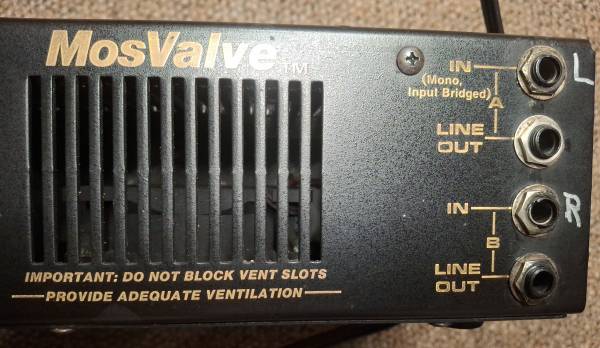 MosValve™
IN
(Mono,
Input Bridged)
A
LINE
OUT
L
IN
B
LINE
OUT
R
IMPORTANT: DO NOT BLOCK VENT SLOTS
PROVIDE ADEQUATE VENTILATION